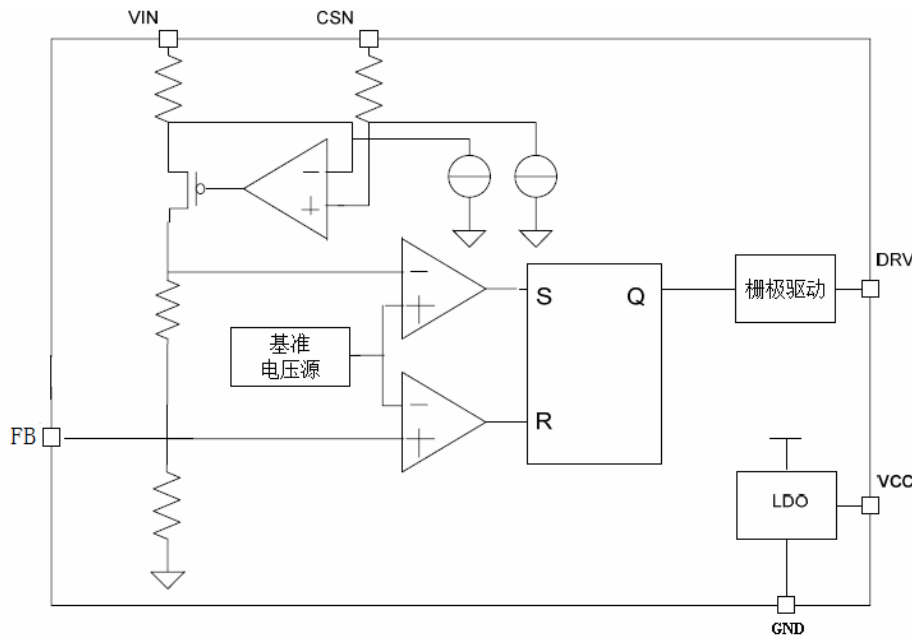 VIN
CSN
−
+
DRV
−
S
Q
栅极驱动
+
基准
电压源
−
R
FB
+
VCC
LDO
GND